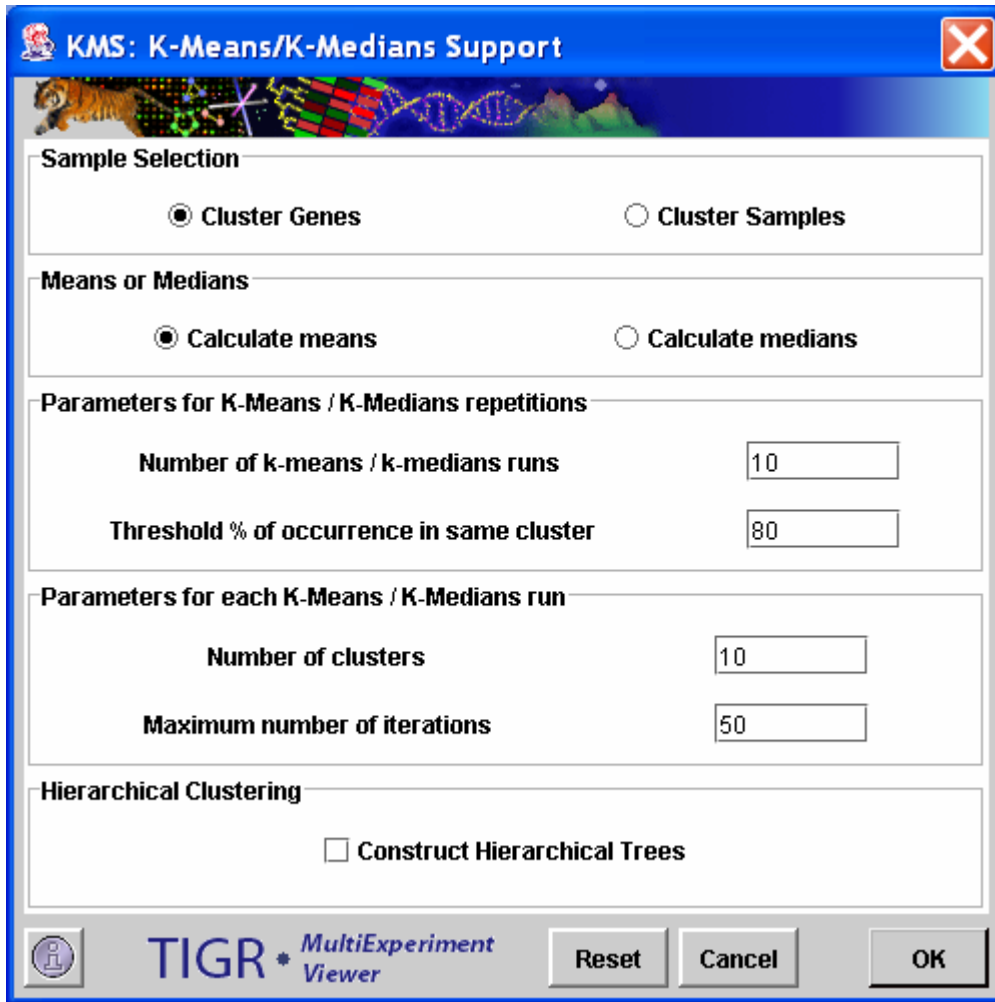 KMS: K-Means/K-Medians Support
Sample Selection
Cluster Genes Cluster Samples
Means or Medians
Calculate means Calculate medians
Parameters for K-Means / K-Medians repetitions
Number of k-means / k-medians runs 10
Threshold % of occurrence in same cluster 80
Parameters for each K-Means / K-Medians run
Number of clusters 10
Maximum number of iterations 50
Hierarchical Clustering
Construct Hierarchical Trees
TIGR • MultiExperiment
Viewer
Reset Cancel OK